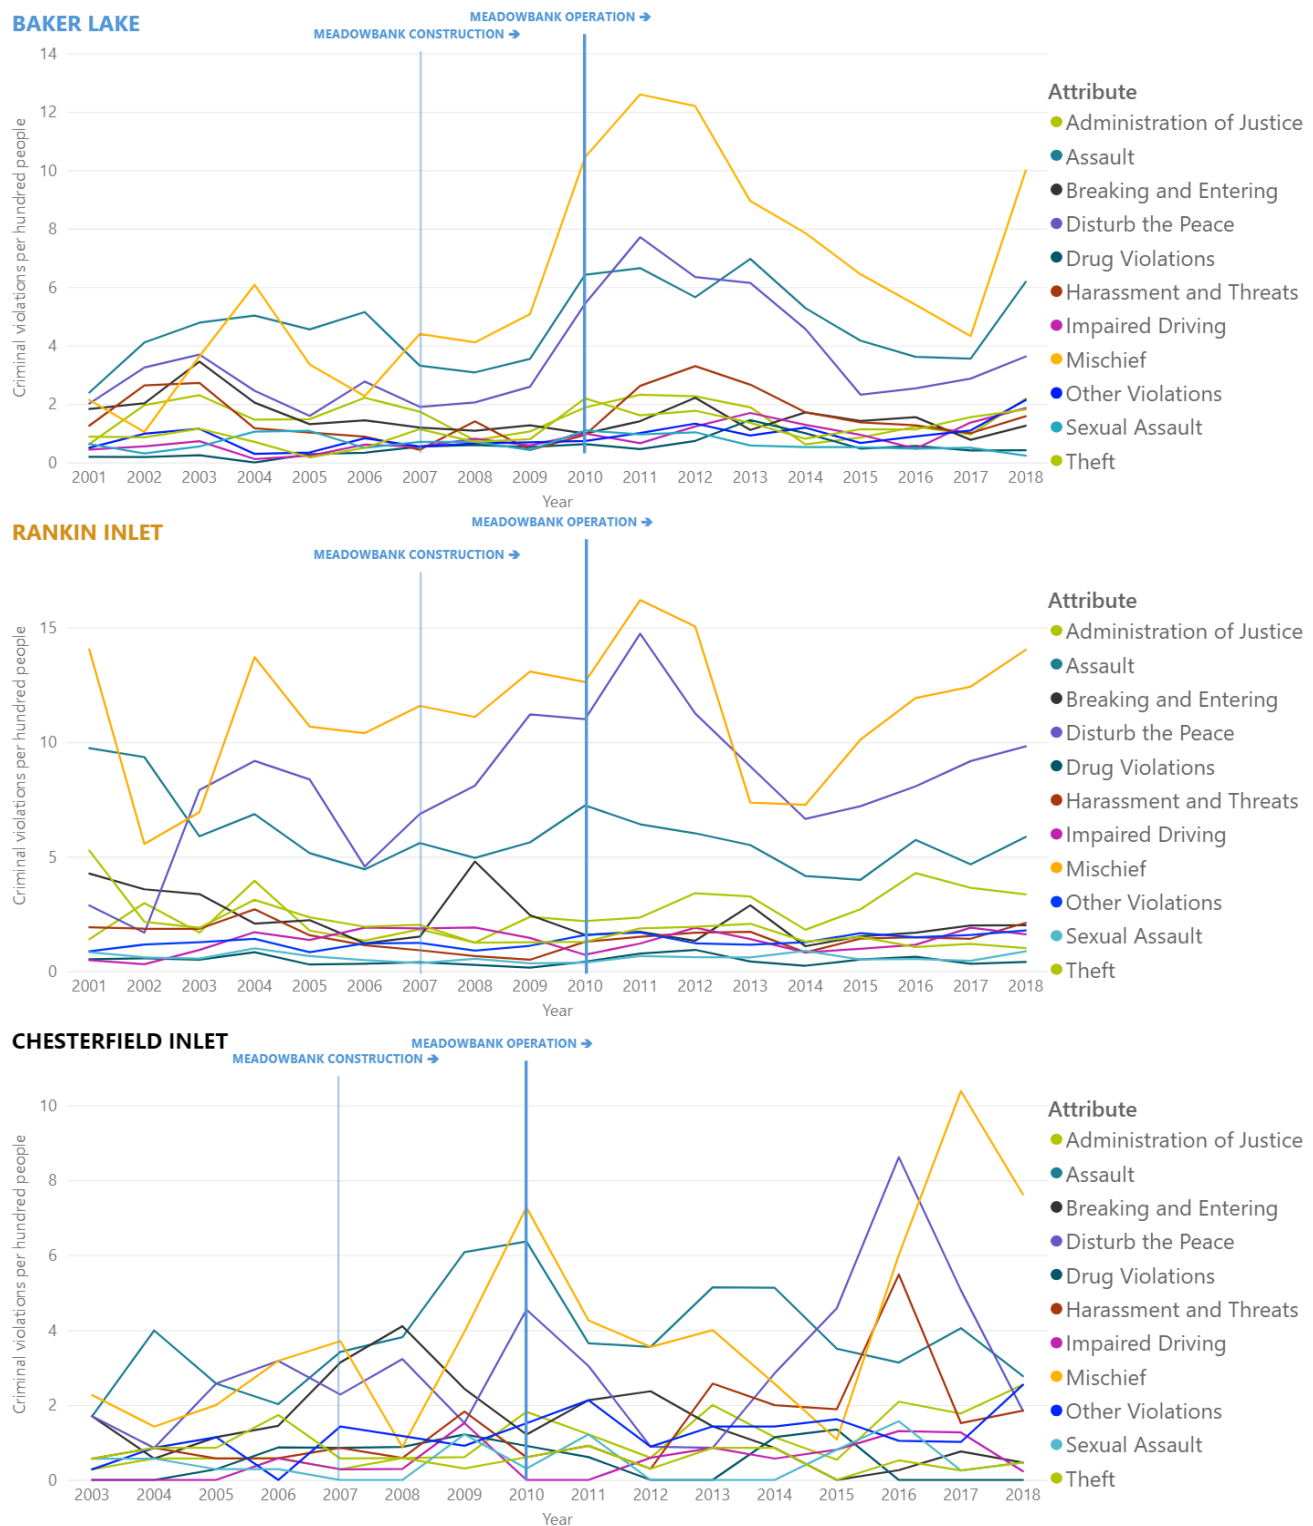 BAKER LAKE
MEADOWBANK OPERATION →
MEADOWBANK CONSTRUCTION →
Criminal violations per hundred people
14
12
10
8
6
4
2
0
2001 2002 2003 2004 2005 2006 2007 2008 2009 2010 2011 2012 2013 2014 2015 2016 2017 2018
Year
Attribute
Administration of Justice
Assault
Breaking and Entering
Disturb the Peace
Drug Violations
Harassment and Threats
Impaired Driving
Mischief
Other Violations
Sexual Assault
Theft
RANKIN INLET
MEADOWBANK OPERATION →
MEADOWBANK CONSTRUCTION →
Criminal violations per hundred people
15
10
5
0
2001 2002 2003 2004 2005 2006 2007 2008 2009 2010 2011 2012 2013 2014 2015 2016 2017 2018
Year
Attribute
Administration of Justice
Assault
Breaking and Entering
Disturb the Peace
Drug Violations
Harassment and Threats
Impaired Driving
Mischief
Other Violations
Sexual Assault
Theft
CHESTERFIELD INLET
MEADOWBANK OPERATION →
MEADOWBANK CONSTRUCTION →
Criminal violations per hundred people
10
8
6
4
2
0
2003 2004 2005 2006 2007 2008 2009 2010 2011 2012 2013 2014 2015 2016 2017 2018
Year
Attribute
Administration of Justice
Assault
Breaking and Entering
Disturb the Peace
Drug Violations
Harassment and Threats
Impaired Driving
Mischief
Other Violations
Sexual Assault
Theft